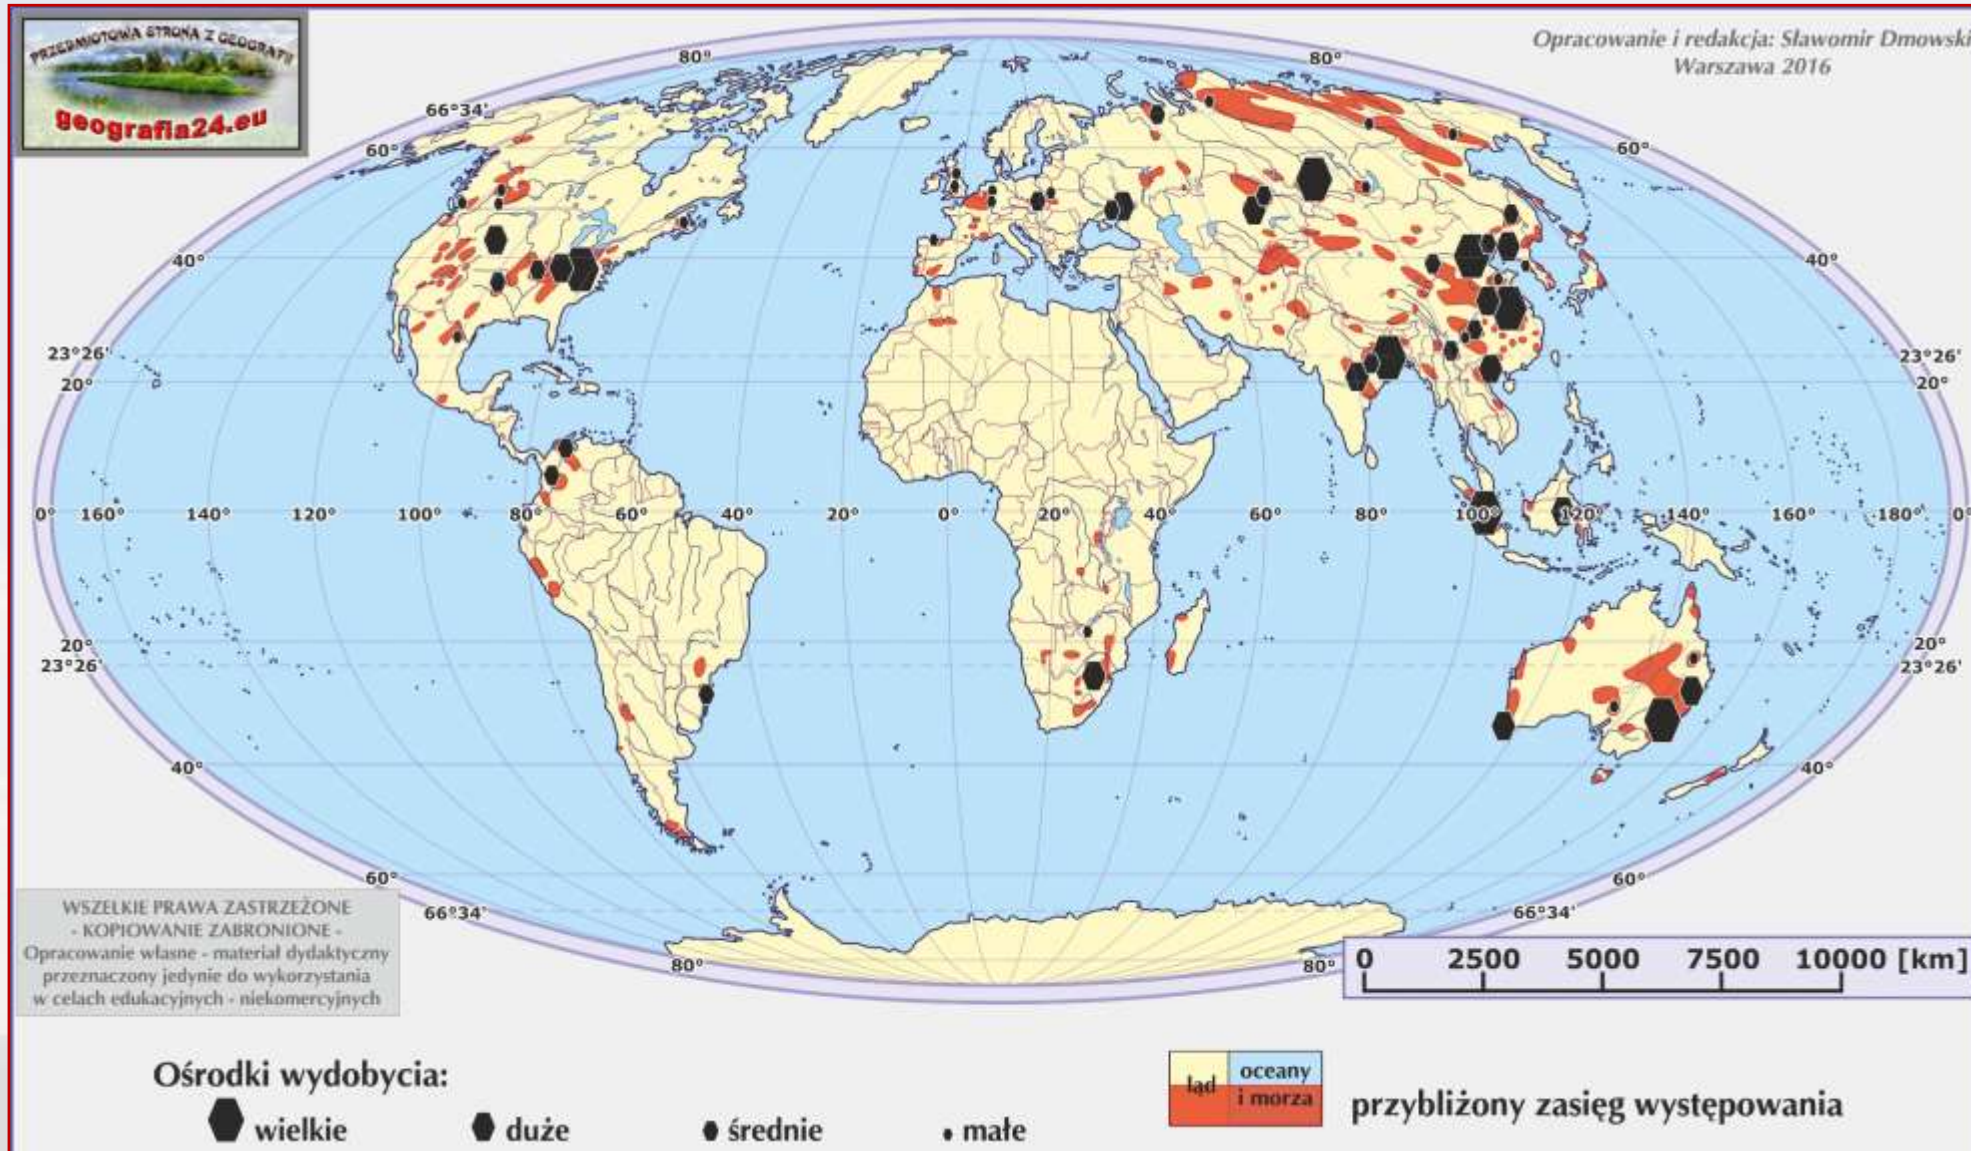 PRZEDMIOTOWA STRONA Z GEOGRAFII
geografia24.eu
Opracowanie i redakcja: Sławomir Dmowski
Warszawa 2016
80° 80°
66°34'
60° 60°
40° 40°
23°26' 23°26'
20° 20°
0° 160° 140° 120° 100° 80° 60° 40° 20° 0° 20° 40° 60° 80° 100° 120° 140° 160° 180° 0°
20° 20°
23°26' 23°26'
40° 40°
60° 60°
66°34' 66°34'
80° 80°
WSZELKIE PRAWA ZASTRZEŻONE
- KOPIOWANIE ZABRONIONE -
Opracowanie własne - materiał dydaktyczny
przeznaczony jedynie do wykorzystania
w celach edukacyjnych - niekomercyjnych
0 2500 5000 7500 10000 [km]
Ośrodki wydobycia:
wielkie duże średnie małe
ląd oceany
i morza
przybliżony zasięg występowania